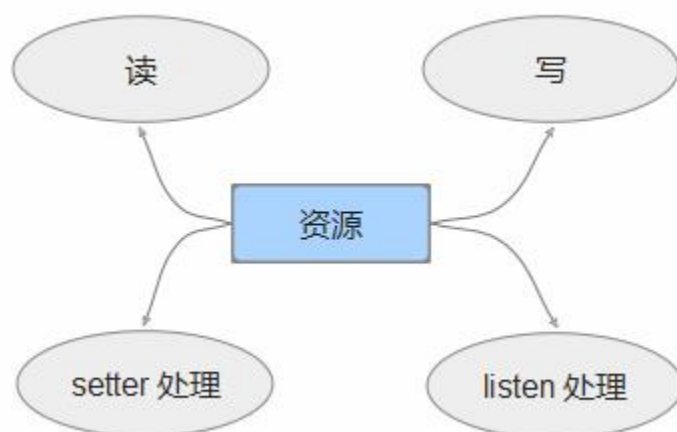 读
写
资源
setter 处理
listen 处理